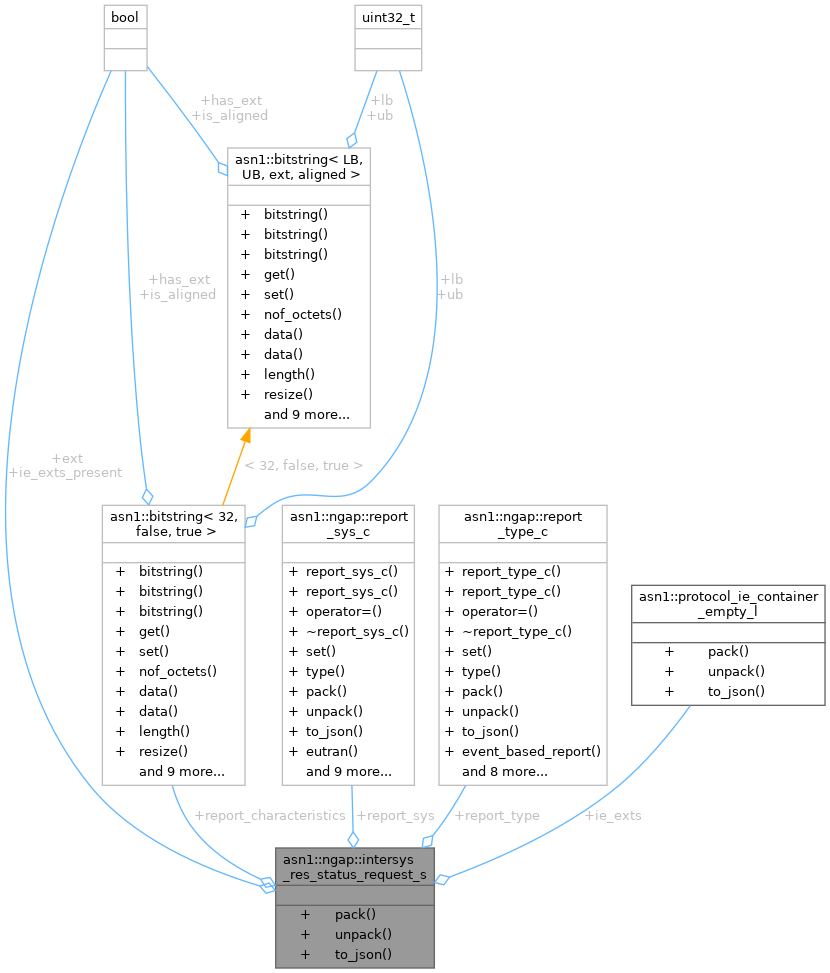 bool
uint32_t
+has_ext
+is_aligned
+lb
+ub
asn1::bitstring< LB,
UB, ext, aligned >
+ bitstring()
+ bitstring()
+ bitstring()
+ get()
+ set()
+ nof_octets()
+ data()
+ data()
+ length()
+ resize()
and 9 more...
+has_ext
+is_aligned
+lb
+ub
+ext
+ie_exts_present
< 32, false, true >
asn1::bitstring< 32,
false, true >
+ bitstring()
+ bitstring()
+ bitstring()
+ get()
+ set()
+ nof_octets()
+ data()
+ data()
+ length()
+ resize()
and 9 more...
asn1::ngap::report
_sys_c
+ report_sys_c()
+ report_sys_c()
+ operator=()
+ ~report_sys_c()
+ set()
+ type()
+ pack()
+ unpack()
+ to_json()
+ eutran()
and 9 more...
asn1::ngap::report
_type_c
+ report_type_c()
+ report_type_c()
+ operator=()
+ ~report_type_c()
+ set()
+ type()
+ pack()
+ unpack()
+ to_json()
+ event_based_report()
and 8 more...
asn1::protocol_ie_container
_empty_l
+ pack()
+ unpack()
+ to_json()
+report_characteristics
+report_sys
+report_type
+ie_exts
asn1::ngap::intersys
_res_status_request_s
+ pack()
+ unpack()
+ to_json()